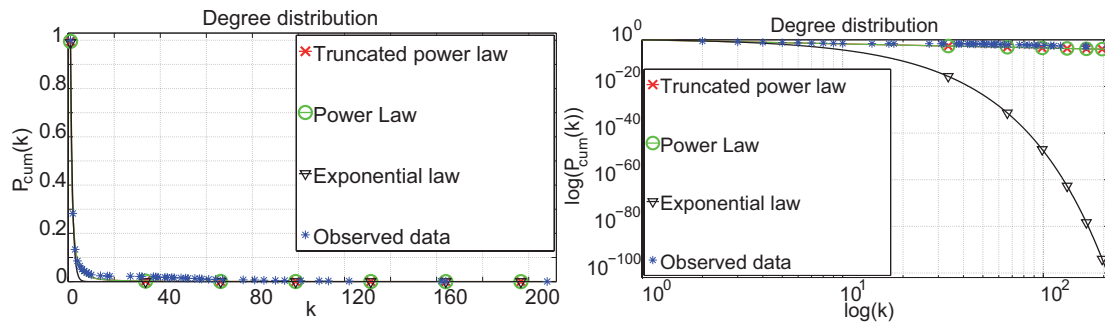 Degree distribution
1
0.8
0.6
0.4
0.2
0
P_cum(k)
Truncated power law
Power Law
Exponential law
Observed data
0 40 80 120 160 200
k
Degree distribution
10^0
10^-20
10^-40
10^-60
10^-80
10^-100
log(P_cum(k))
Truncated power law
Power Law
Exponential law
Observed data
10^0 10^1 10^2
log(k)